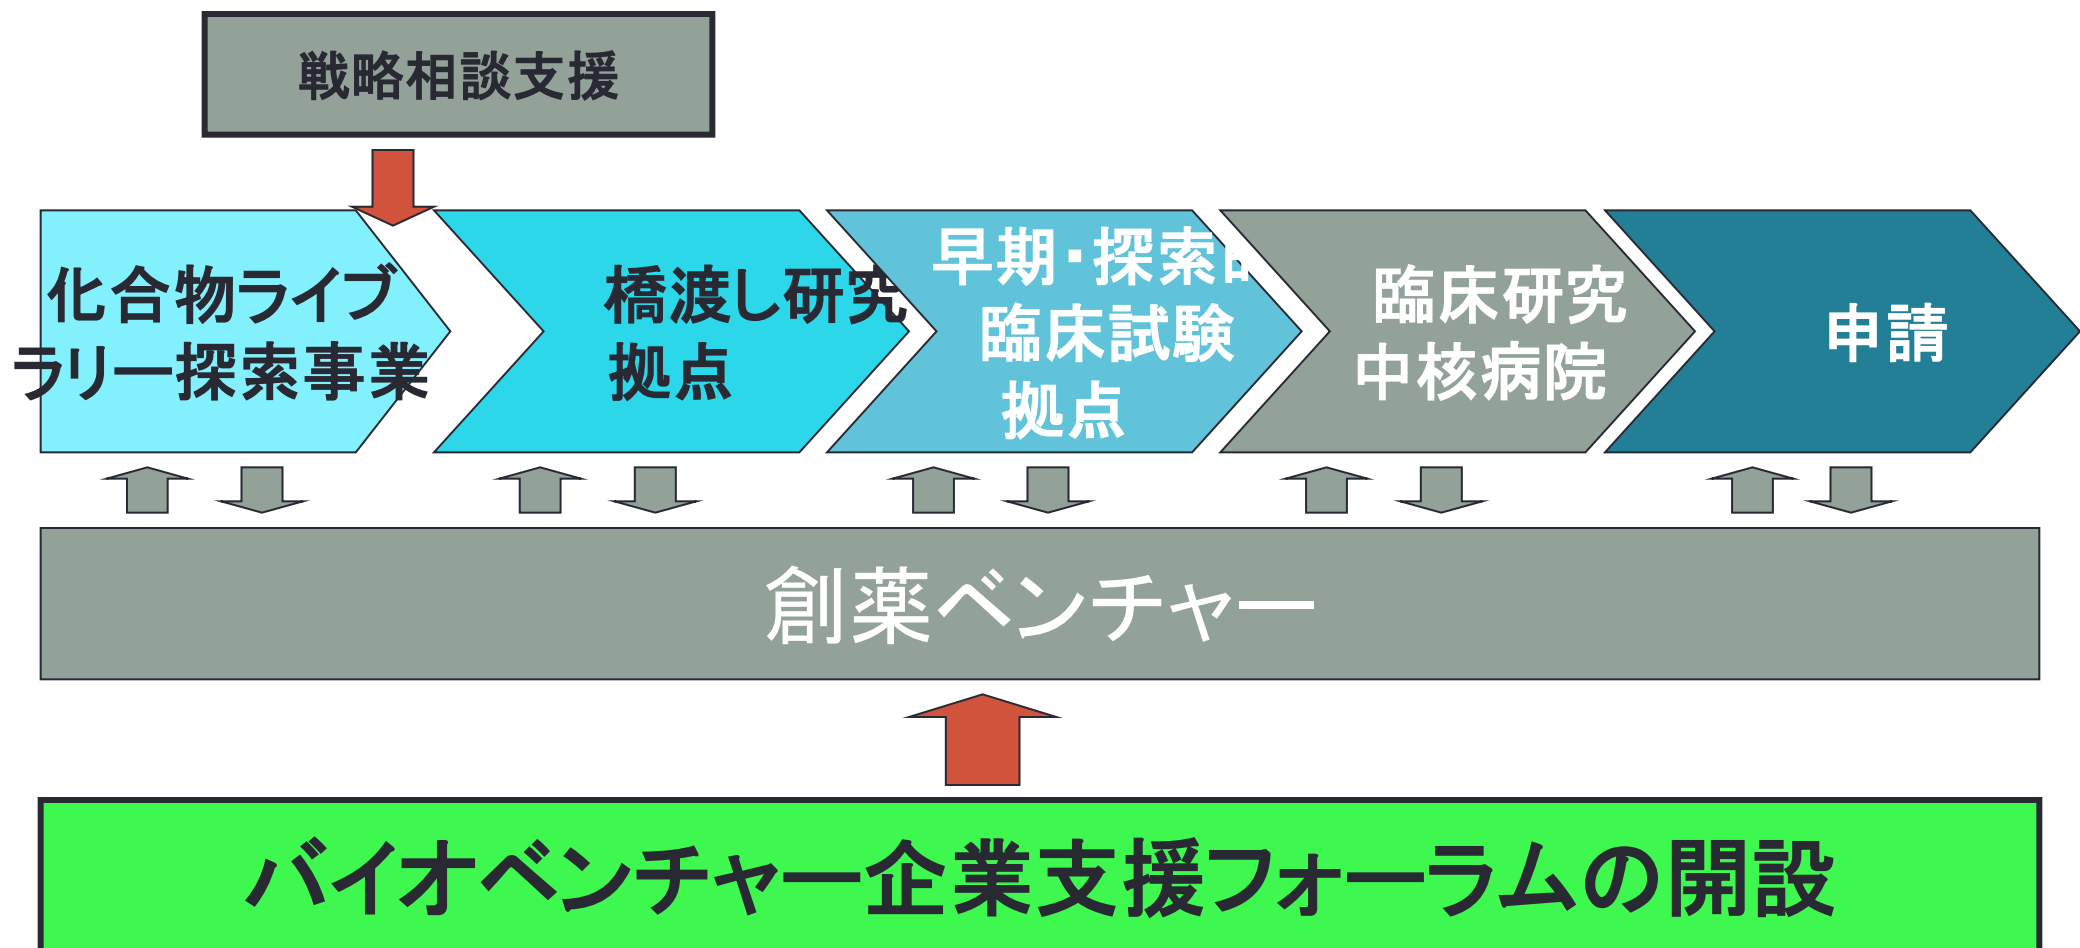 戦略相談支援
化合物ライブ
ラリー探索事業
橋渡し研究
拠点
早期・探索的
臨床試験
拠点
臨床研究
中核病院
申請
創薬ベンチャー
バイオベンチャー企業支援フォーラムの開設